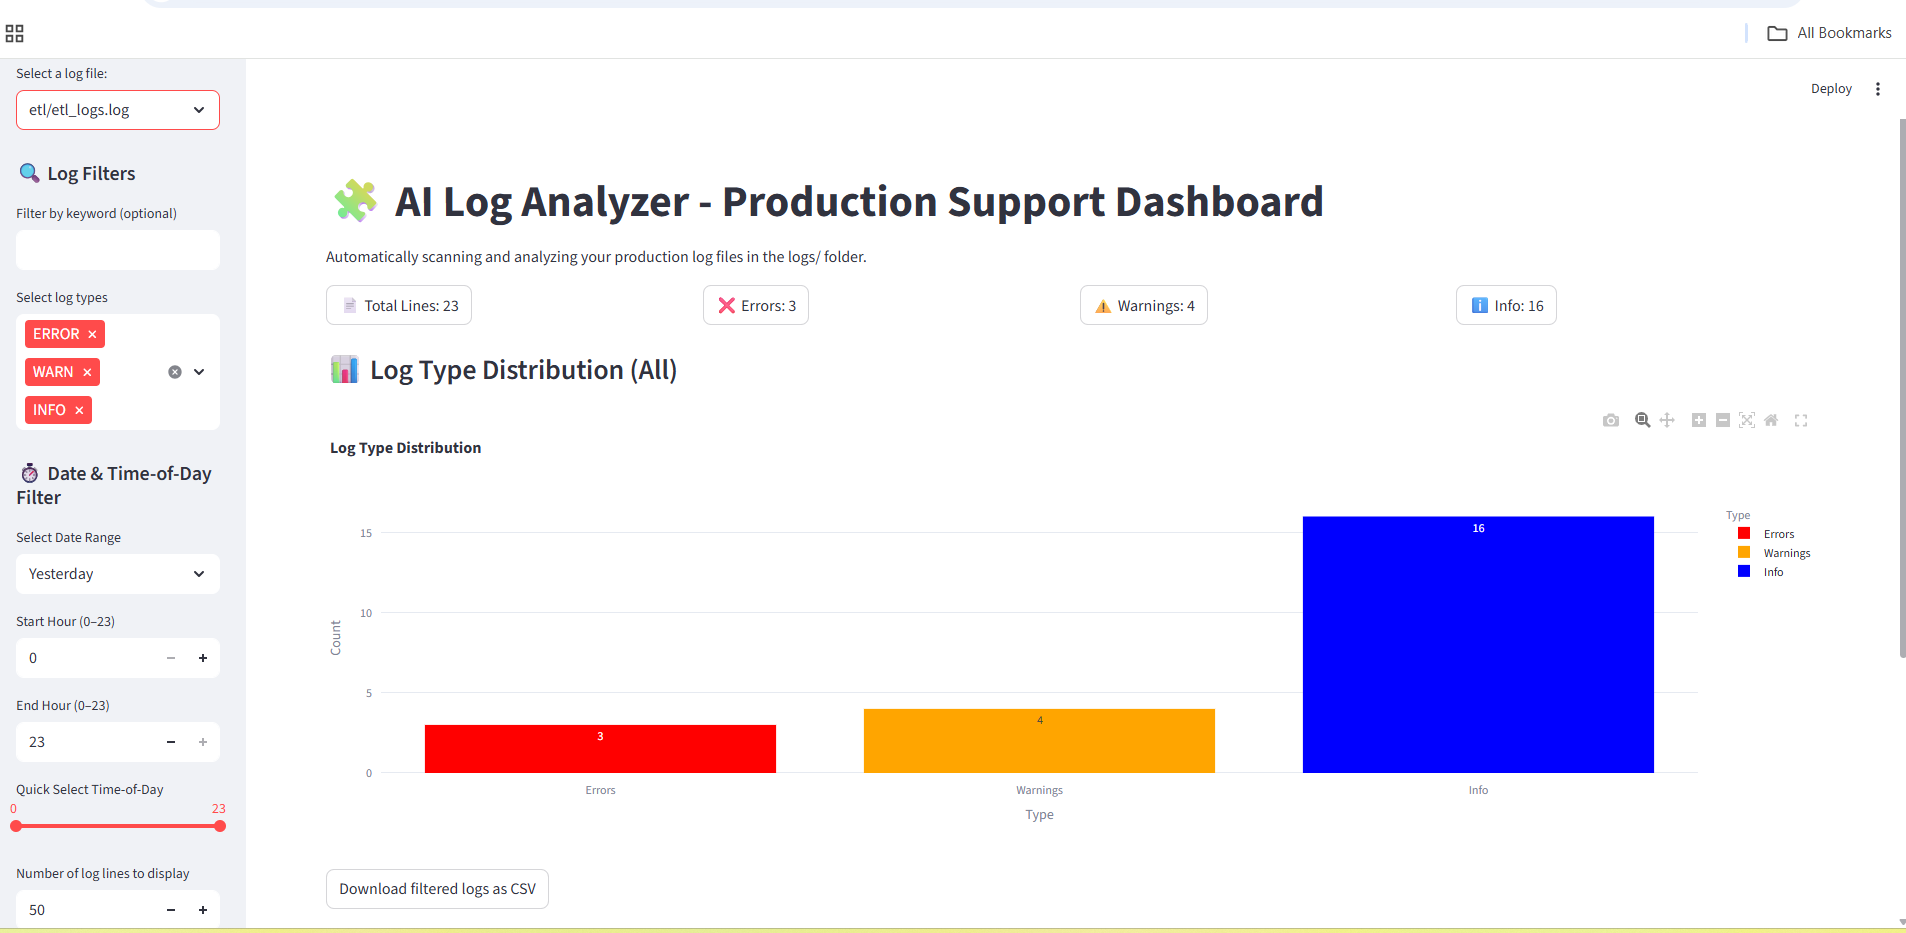 All Bookmarks
Select a log file:
etl/etl_logs.log
Log Filters
Filter by keyword (optional)
Select log types
ERROR ×
WARN ×
INFO ×
Date & Time-of-Day
Filter
Select Date Range
Yesterday
Start Hour (0–23)
0
End Hour (0–23)
23
Quick Select Time-of-Day
0 23
Number of log lines to display
50
Deploy
AI Log Analyzer - Production Support Dashboard
Automatically scanning and analyzing your production log files in the logs/ folder.
Total Lines: 23
Errors: 3
Warnings: 4
Info: 16
Log Type Distribution (All)
Log Type Distribution
15
10
5
0
Count
3
4
16
Errors
Warnings
Info
Type
Type
Errors
Warnings
Info
Download filtered logs as CSV